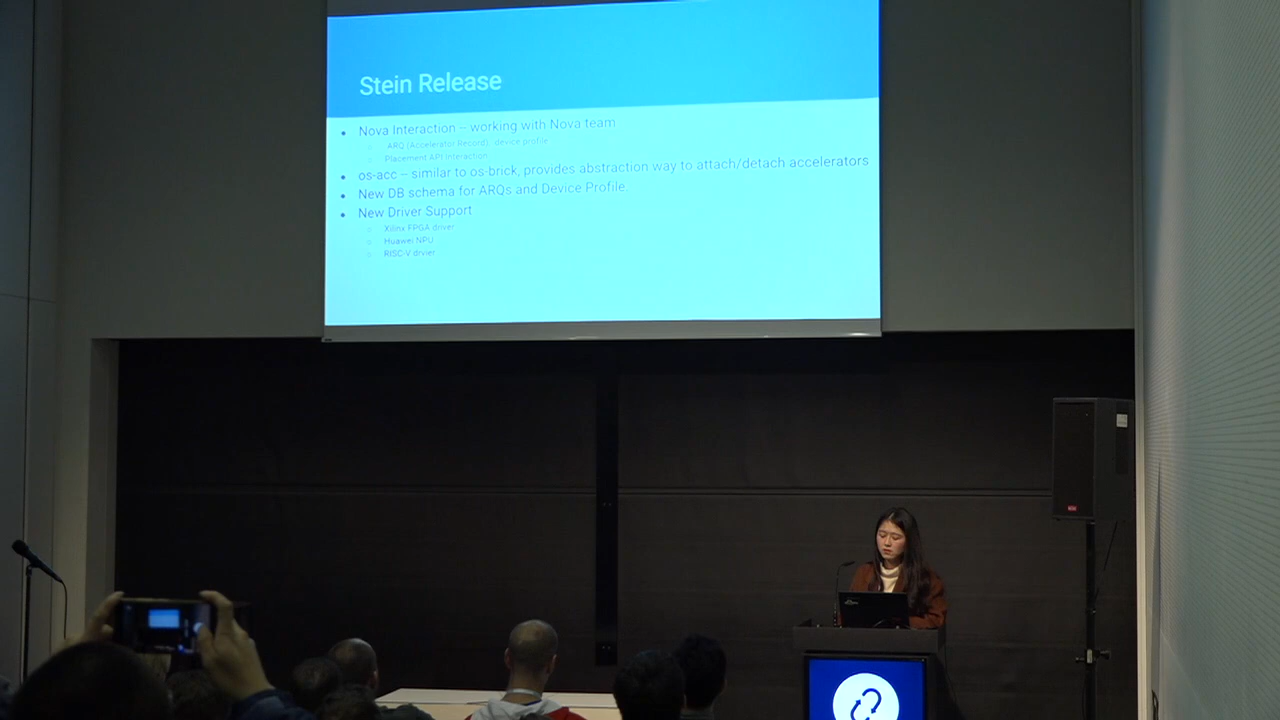 Stein Release
Nova Interaction – working with Nova team
ARQ (Accelerator Record) device profile
Placement API Interaction
os-acc – similar to os-brick, provides abstraction way to attach/detach accelerators
New DB schema for ARQs and Device Profile.
New Driver Support
Xilinx FPGA driver
Huawei NPU
RISC-V drvier